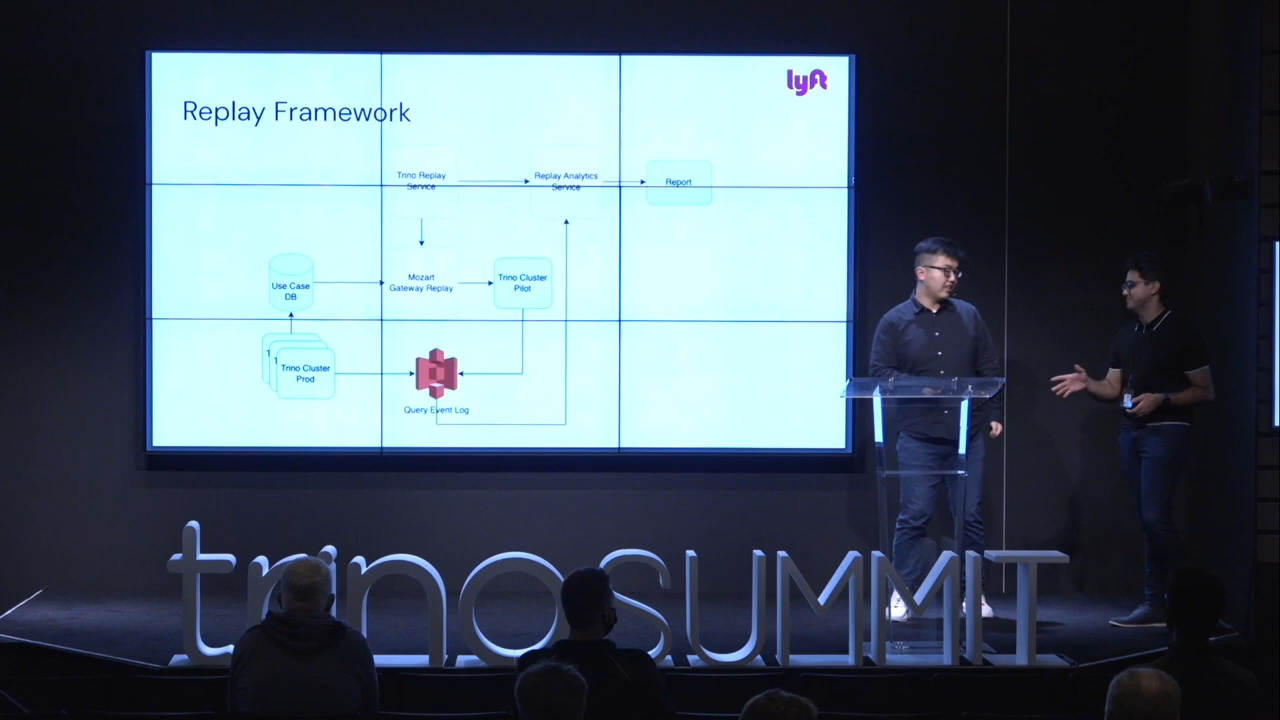 lyft
Replay Framework
Trino Replay
Service
Replay Analytics
Service
Report
Use Case
DB
Mozart
Gateway Replay
Trino Cluster
Pilot
T
T
Trino Cluster
Prod
Query Event Log
trinosUMMIT